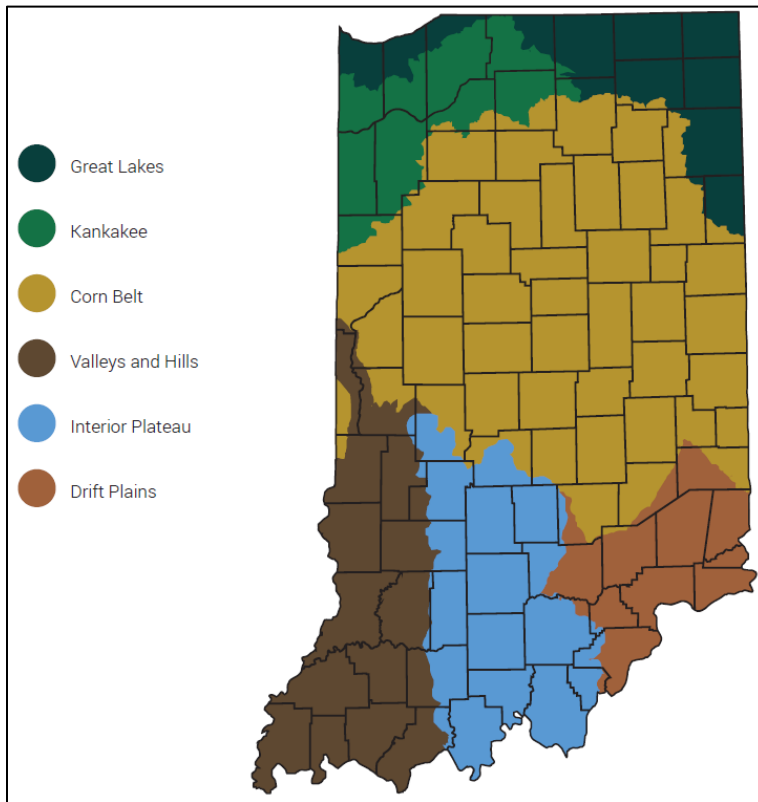 Great Lakes
Kankakee
Corn Belt
Valleys and Hills
Interior Plateau
Drift Plains